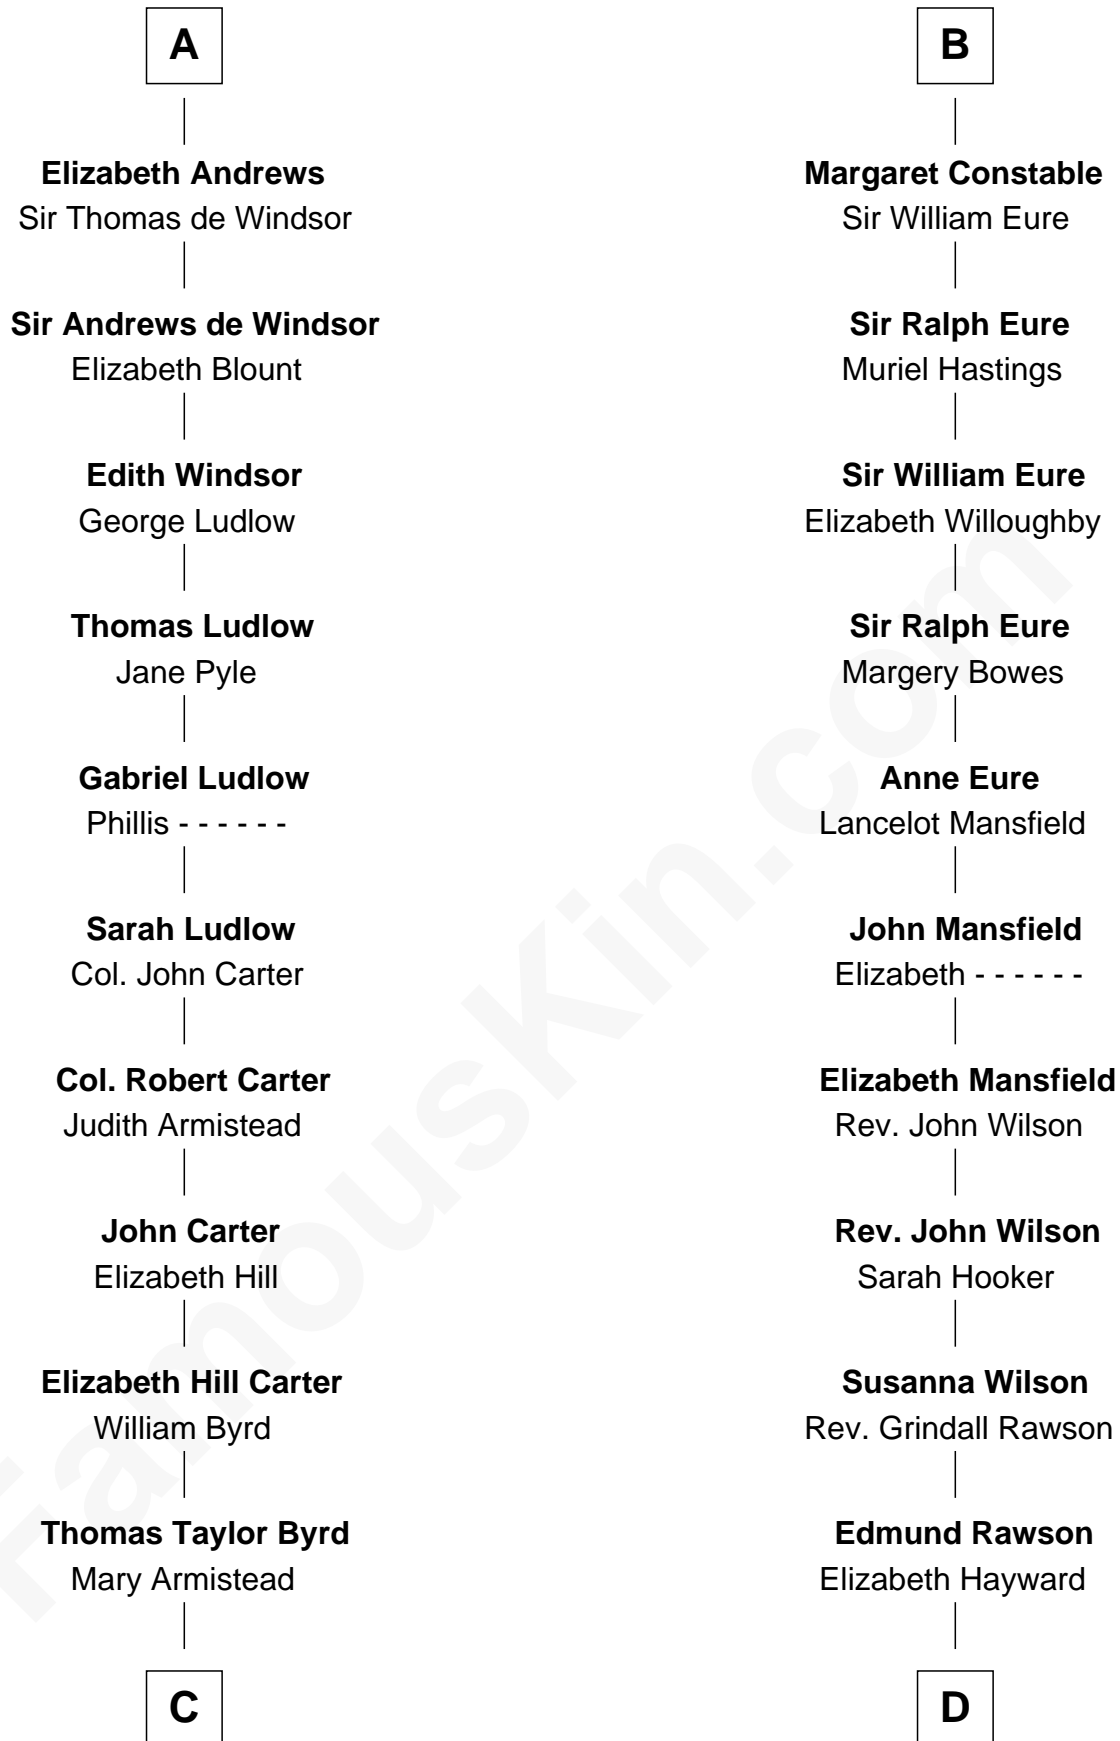 A
Elizabeth Andrews
Sir Thomas de Windsor
Sir Andrews de Windsor
Elizabeth Blount
Edith Windsor
George Ludlow
Thomas Ludlow
Jane Pyle
Gabriel Ludlow
Phillis - - - - - -
Sarah Ludlow
Col. John Carter
Col. Robert Carter
Judith Armistead
John Carter
Elizabeth Hill
Elizabeth Hill Carter
William Byrd
Thomas Taylor Byrd
Mary Armistead
C
B
Margaret Constable
Sir William Eure
Sir Ralph Eure
Muriel Hastings
Sir William Eure
Elizabeth Willoughby
Sir Ralph Eure
Margery Bowes
Anne Eure
Lancelot Mansfield
John Mansfield
Elizabeth - - - - - -
Elizabeth Mansfield
Rev. John Wilson
Rev. John Wilson
Sarah Hooker
Susanna Wilson
Rev. Grindall Rawson
Edmund Rawson
Elizabeth Hayward
D
FamousKin.com